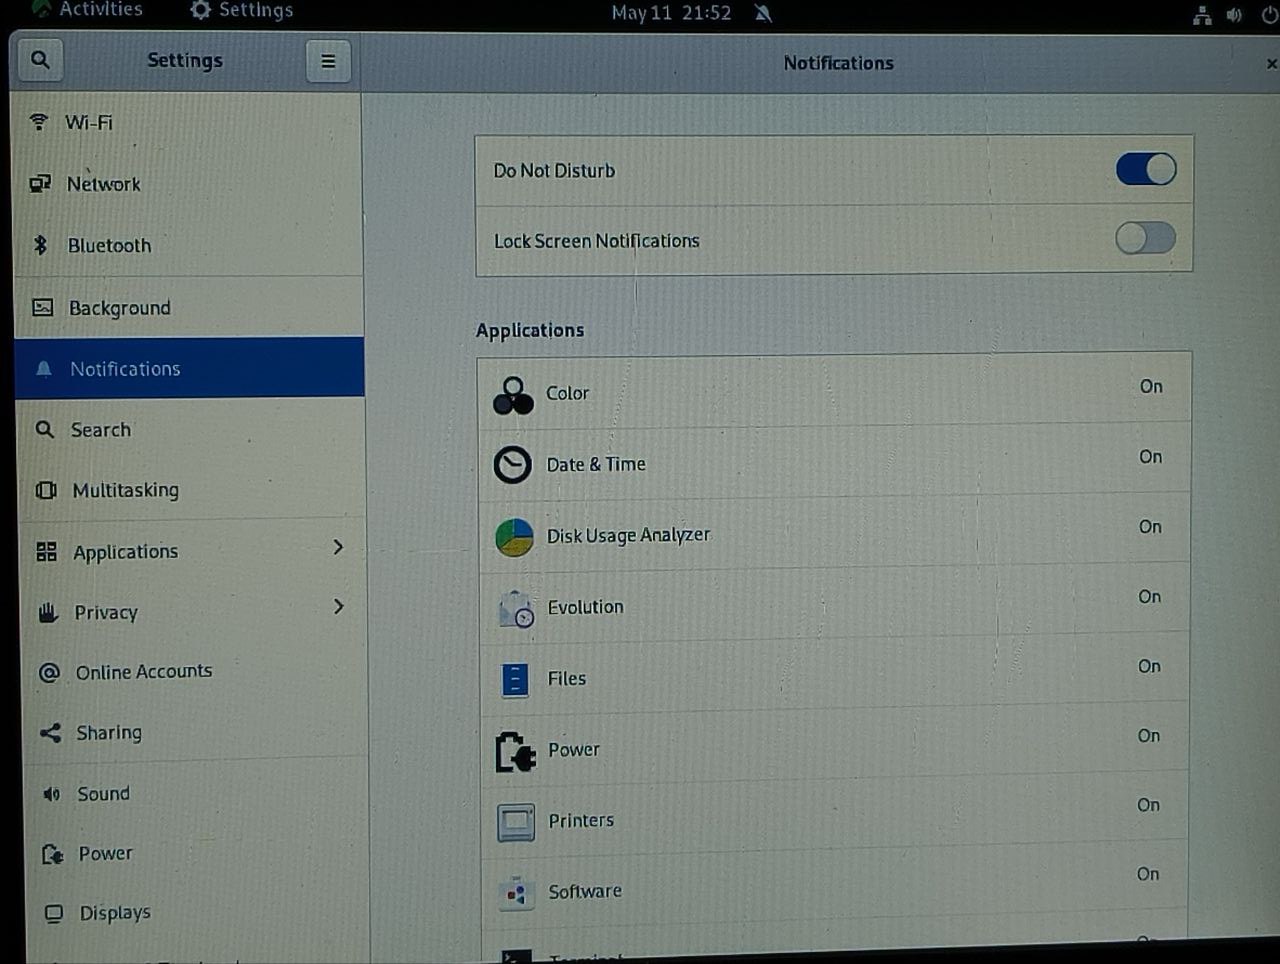 Activities
Settings
May 11 21:52
Settings
Notifications
Wi-Fi
Network
Bluetooth
Background
Notifications
Search
Multitasking
Applications
Privacy
Online Accounts
Sharing
Sound
Power
Displays
Do Not Disturb
Lock Screen Notifications
Applications
Color On
Date & Time On
Disk Usage Analyzer On
Evolution On
Files On
Power On
Printers On
Software On